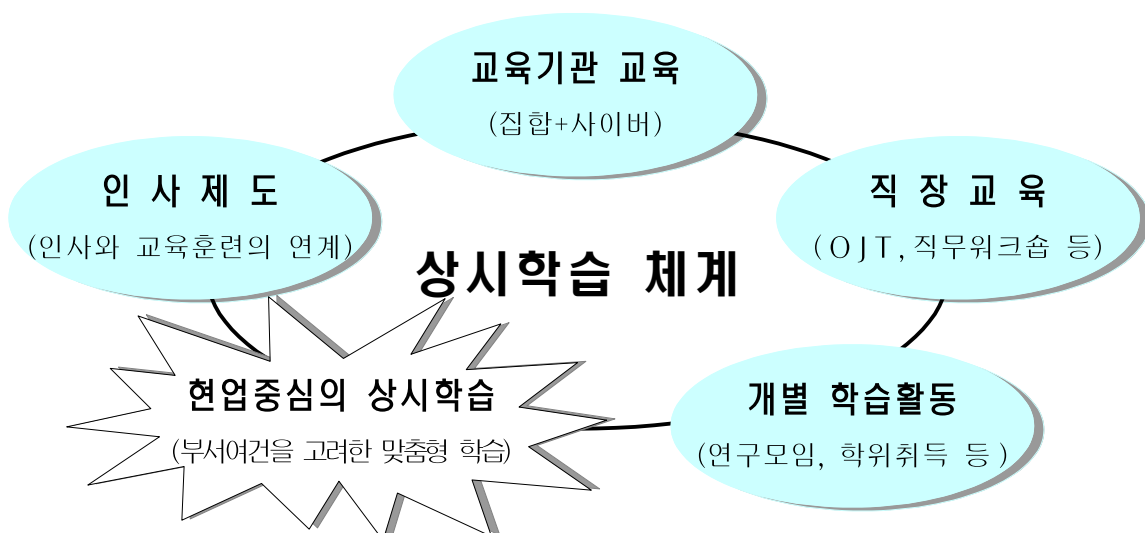 교육기관 교육
(집합+사이버)
인 사 제 도
(인사와 교육훈련의 연계)
직 장 교 육
(OJT, 직무워크숍 등)
상시학습 체계
현업중심의 상시학습
(부서여건을 고려한 맞춤형 학습)
개별 학습활동
(연구모임, 학위취득 등)